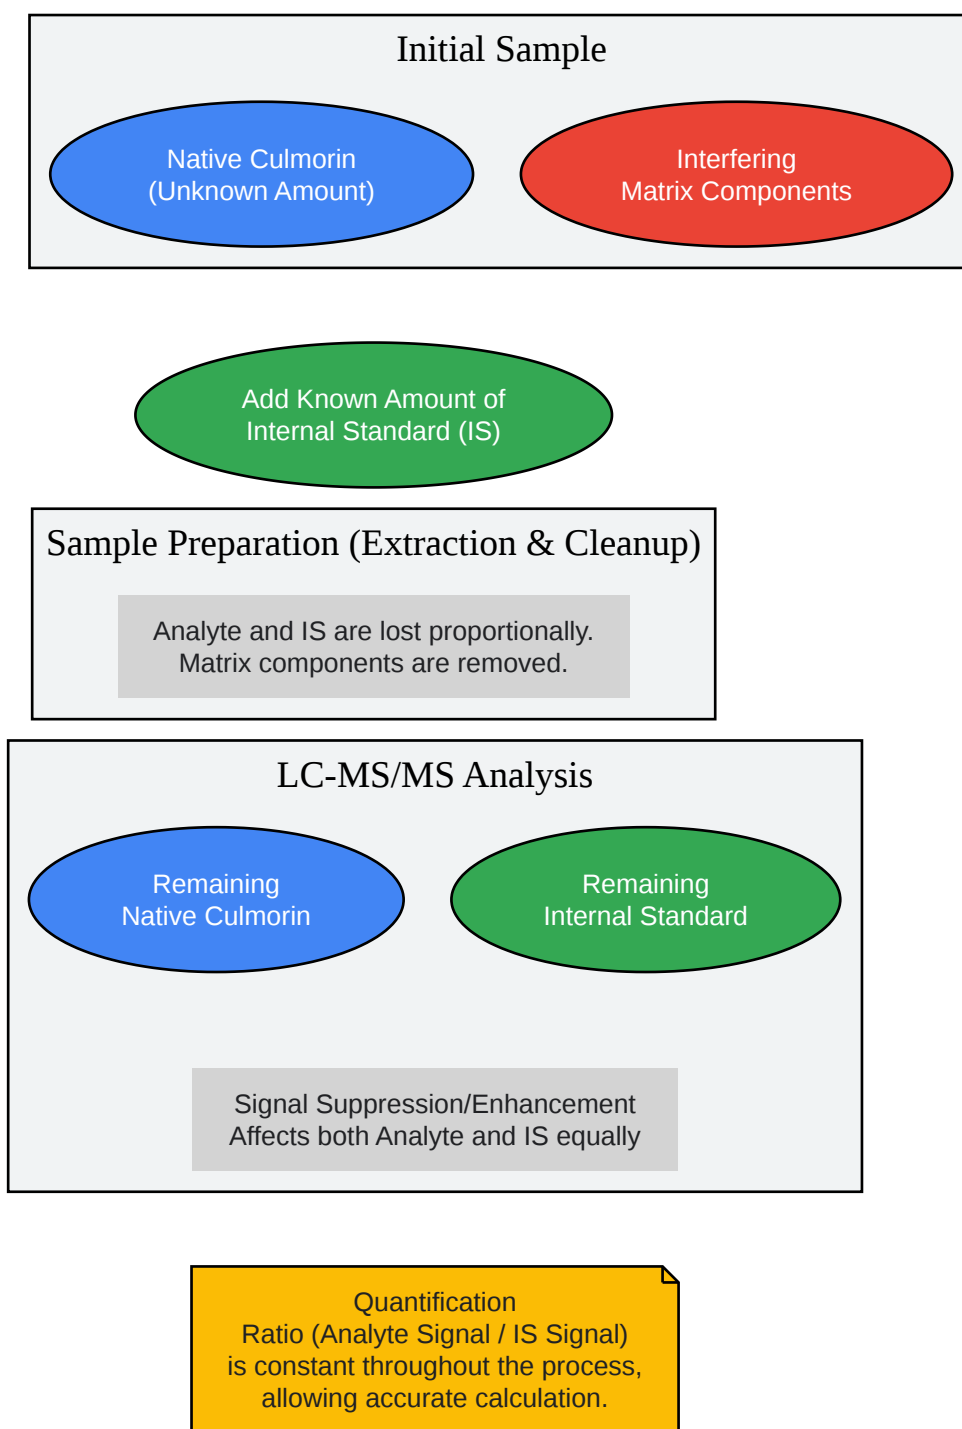 Initial Sample
Native Culmorin
(Unknown Amount)
Interfering
Matrix Components
Add Known Amount of
Internal Standard (IS)
Sample Preparation (Extraction & Cleanup)
Analyte and IS are lost proportionally.
Matrix components are removed.
LC-MS/MS Analysis
Remaining
Native Culmorin
Remaining
Internal Standard
Signal Suppression/Enhancement
Affects both Analyte and IS equally
Quantification
Ratio (Analyte Signal / IS Signal)
is constant throughout the process,
allowing accurate calculation.